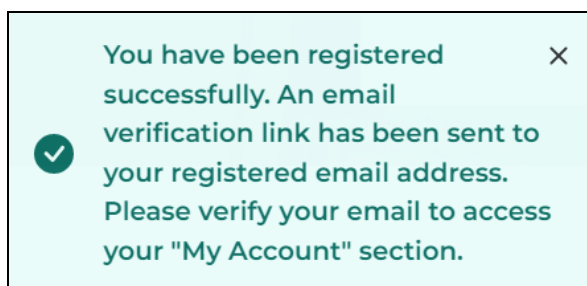 You have been registered
successfully. An email
verification link has been sent to
your registered email address.
Please verify your email to access
your "My Account" section.